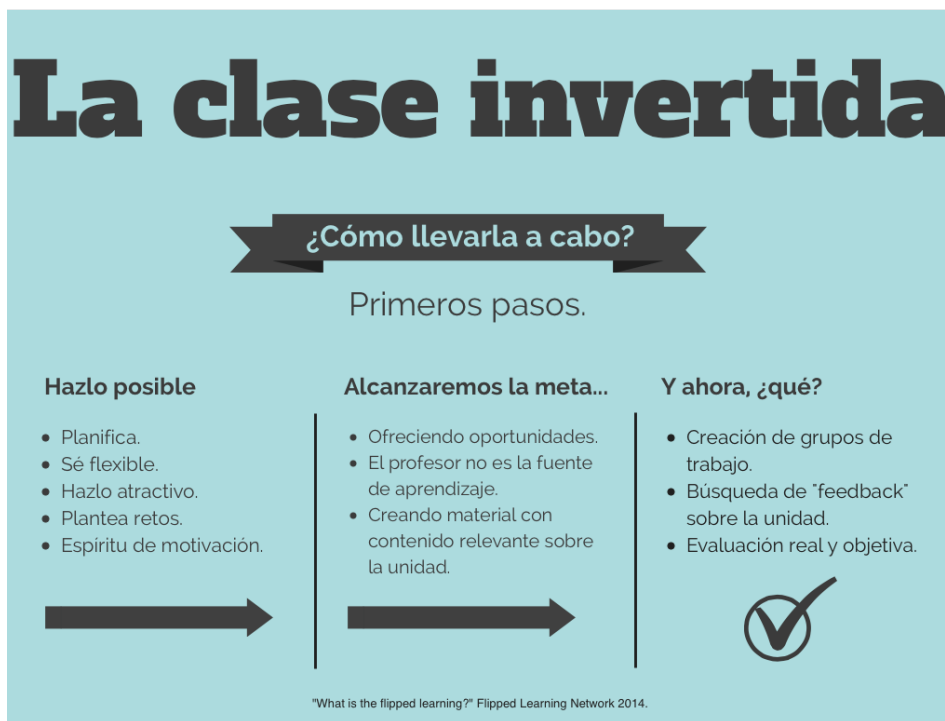 La clase invertida
¿Cómo llevarla a cabo?
Primeros pasos.
Hazlo posible
• Planifica.
• Sé flexible.
• Hazlo atractivo.
• Plantea retos.
• Espíritu de motivación.
Alcanzaremos la meta...
• Ofreciendo oportunidades.
• El profesor no es la fuente
de aprendizaje.
• Creando material con
contenido relevante sobre
la unidad.
Y ahora, ¿qué?
• Creación de grupos de
trabajo.
• Búsqueda de "feedback"
sobre la unidad.
• Evaluación real y objetiva.
"What is the flipped learning?" Flipped Learning Network 2014.